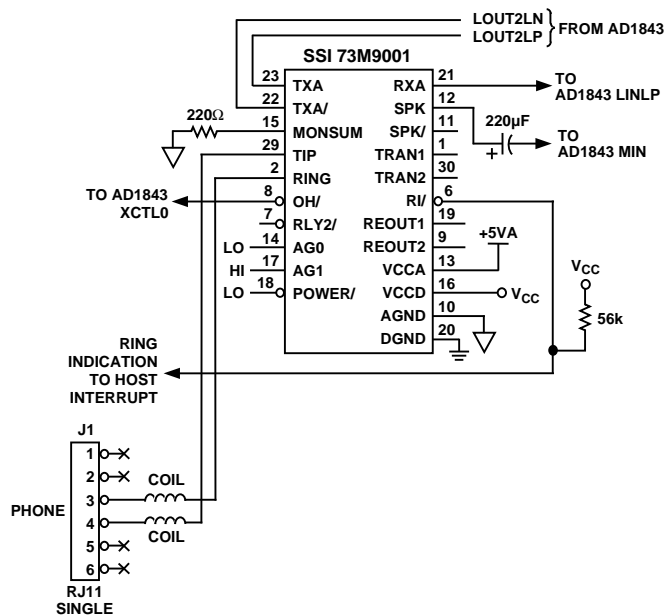 LOUT2LN
LOUT2LP
FROM AD1843
SSI 73M9001
23 TXA RXA 21
TO AD1843 LINLP
22 TXA/ SPK 12
220Ω
15 MONSUM SPK/ 11
220µF
+
TO AD1843 MIN
29 TIP TRAN1 1
2 RING TRAN2 30
TO AD1843 XCTL0
8 OH/ RI/ 6
7 RLY2/ REOUT1 19
LO 14 AG0 REOUT2 9
+5VA
HI 17 AG1 VCCA 13
LO 18 POWER/ VCCD 16 VCC
AGND 10
DGND 20
VCC
56k
RING
INDICATION
TO HOST
INTERRUPT
J1
1
2
3 COIL
PHONE
4 COIL
5
6
RJ11
SINGLE